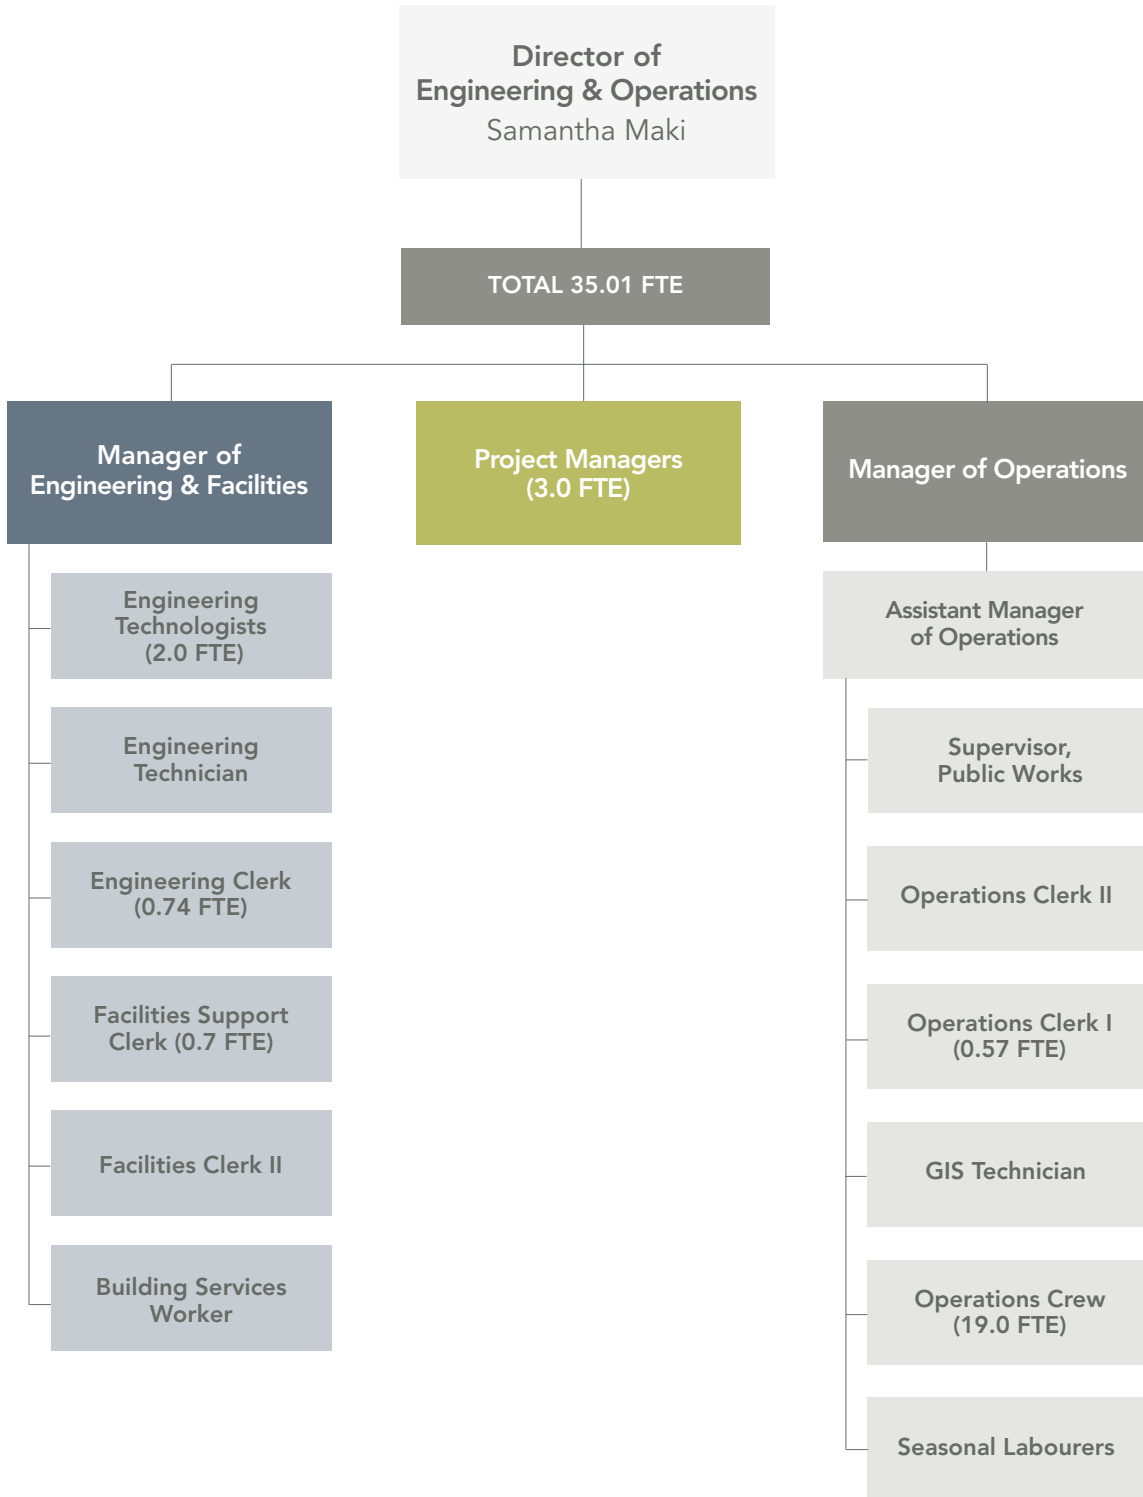 Director of
Engineering & Operations
Samantha Maki
TOTAL 35.01 FTE
Manager of
Engineering & Facilities
Project Managers
(3.0 FTE)
Manager of Operations
Engineering
Technologists
(2.0 FTE)
Engineering
Technician
Engineering Clerk
(0.74 FTE)
Facilities Support
Clerk (0.7 FTE)
Facilities Clerk II
Building Services
Worker
Assistant Manager
of Operations
Supervisor,
Public Works
Operations Clerk II
Operations Clerk I
(0.57 FTE)
GIS Technician
Operations Crew
(19.0 FTE)
Seasonal Labourers